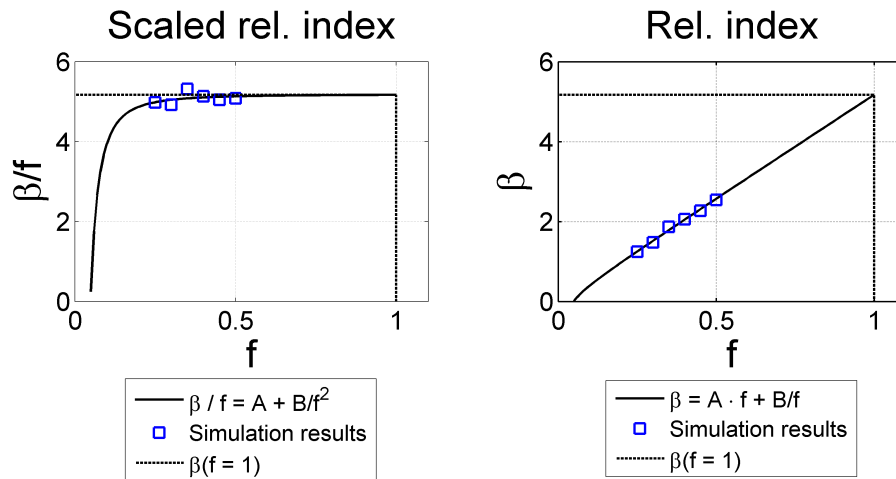 Scaled rel. index
6
4
2
0
0
0.5
1
β/f
f
β / f = A + B/f²
Simulation results
β(f = 1)
Rel. index
6
4
2
0
0
0.5
1
β
f
β = A · f + B/f
Simulation results
β(f = 1)